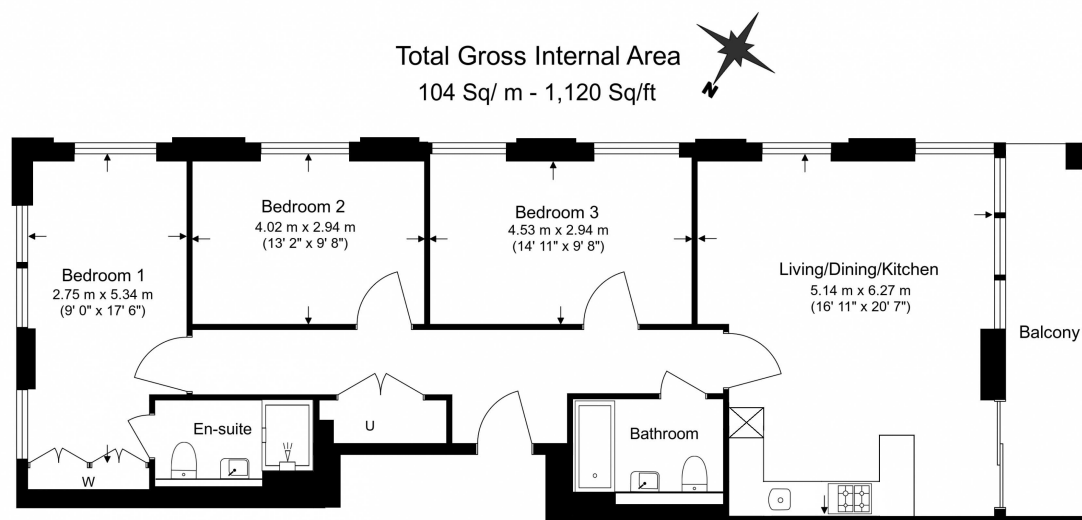 Total Gross Internal Area
104 Sq/ m - 1,120 Sq/ft
N
Bedroom 1
2.75 m x 5.34 m
(9' 0" x 17' 6")
Bedroom 2
4.02 m x 2.94 m
(13' 2" x 9' 8")
Bedroom 3
4.53 m x 2.94 m
(14' 11" x 9' 8")
Living/Dining/Kitchen
5.14 m x 6.27 m
(16' 11" x 20' 7")
Balcony
En-suite
U
Bathroom
W